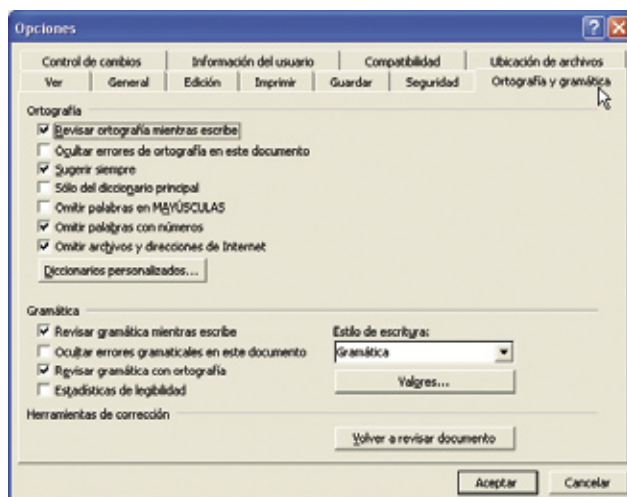 Opciones
Control de cambios Información del usuario Compatibilidad Ubicación de archivos
Ver General Edición Imprimir Guardar Seguridad Ortografía y gramática
Ortografía
Revisar ortografía mientras escribe
Ocultar errores de ortografía en este documento
Sugerir siempre
Sólo del diccionario principal
Omitir palabras en MAYÚSCULAS
Omitir palabras con números
Omitir archivos y direcciones de Internet
Diccionarios personalizados...
Gramática
Revisar gramática mientras escribe Estilo de escritura:
Ocultar errores gramaticales en este documento Gramática
Revisar gramática con ortografía Valores...
Estadísticas de legibilidad
Herramientas de corrección
Volver a revisar documento
Aceptar Cancelar